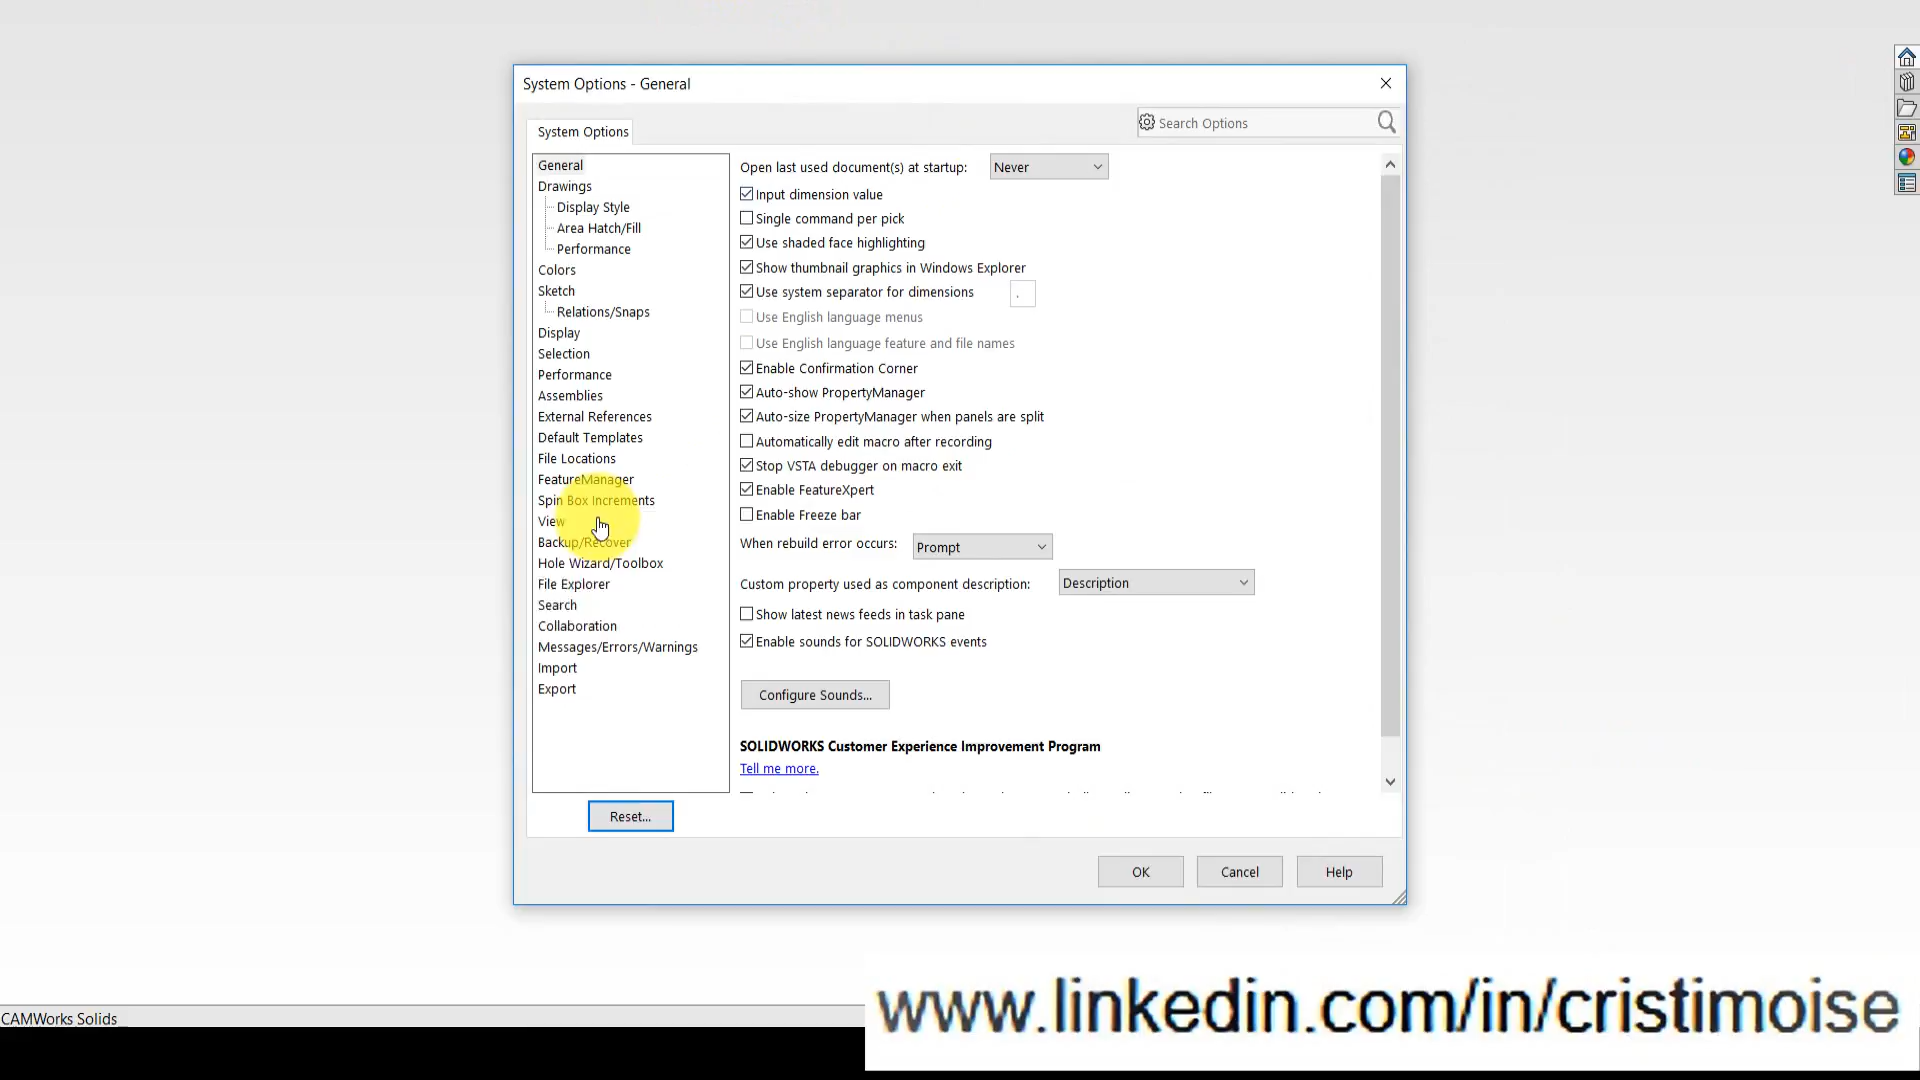 System Options - General
System Options
Search Options
General
Drawings
Display Style
Area Hatch/Fill
Performance
Colors
Sketch
Relations/Snaps
Display
Selection
Performance
Assemblies
External References
Default Templates
File Locations
FeatureManager
Spin Box Increments
View
Backup/Recover
Hole Wizard/Toolbox
File Explorer
Search
Collaboration
Messages/Errors/Warnings
Import
Export
Reset...
Open last used document(s) at startup: Never
Input dimension value
Single command per pick
Use shaded face highlighting
Show thumbnail graphics in Windows Explorer
Use system separator for dimensions .
Use English language menus
Use English language feature and file names
Enable Confirmation Corner
Auto-show PropertyManager
Auto-size PropertyManager when panels are split
Automatically edit macro after recording
Stop VSTA debugger on macro exit
Enable FeatureXpert
Enable Freeze bar
When rebuild error occurs: Prompt
Custom property used as component description: Description
Show latest news feeds in task pane
Enable sounds for SOLIDWORKS events
Configure Sounds...
SOLIDWORKS Customer Experience Improvement Program
Tell me more.
OK Cancel Help
CAMWorks Solids
www.linkedin.com/in/cristimoise